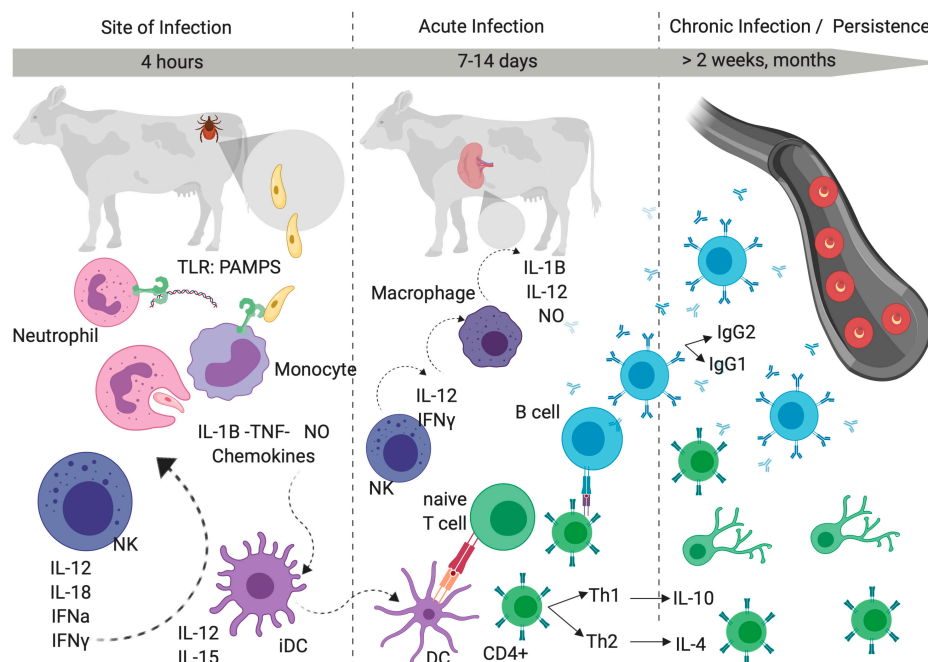 Site of Infection
Acute Infection
Chronic Infection / Persistence
4 hours
7-14 days
> 2 weeks, months
TLR: PAMPS
Neutrophil
Monocyte
IL-1B -TNF- NO
Chemokines
NK
IL-12
IL-18
IFNa
IFNγ
IL-12
IL-15
iDC
Macrophage
IL-1B
IL-12
NO
IL-12
IFNγ
NK
naive
T cell
B cell
IgG2
IgG1
DC
CD4+
Th1
IL-10
Th2
IL-4